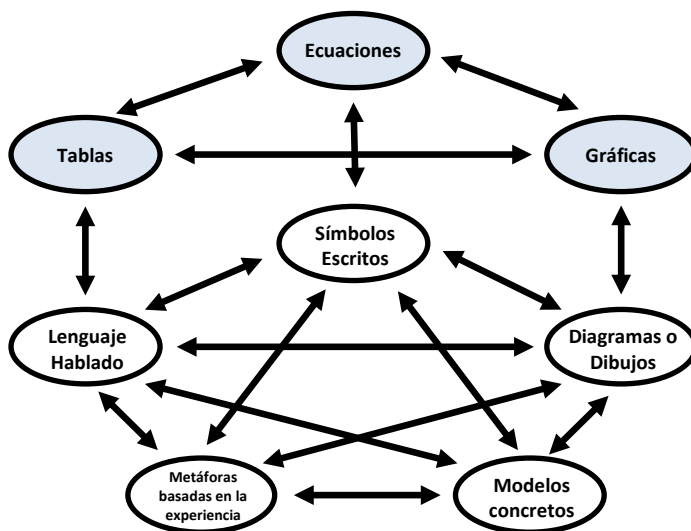 Ecuaciones
Tablas
Gráficas
Símbolos
Escritos
Lenguaje
Hablado
Diagramas o
Dibujos
Metáforas
basadas en la
experiencia
Modelos
concretos